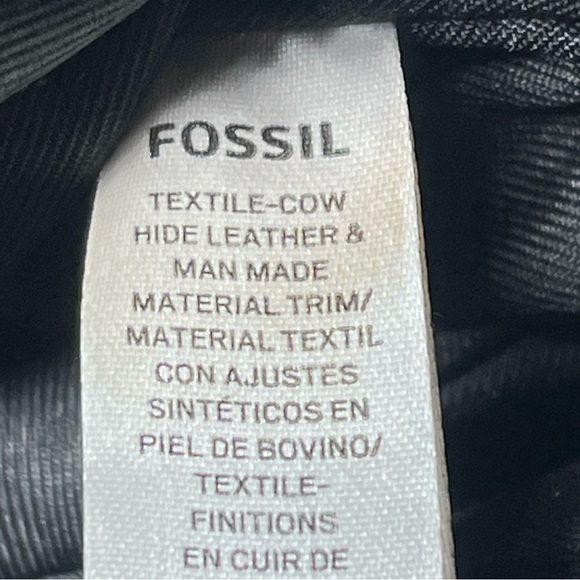 FOSSIL
TEXTILE-COW
HIDE LEATHER &
MAN MADE
MATERIAL TRIM/
MATERIAL TEXTIL
CON AJUSTES
SINTÉTICOS EN
PIEL DE BOVINO/
TEXTILE-
FINITIONS
EN CUIR DE